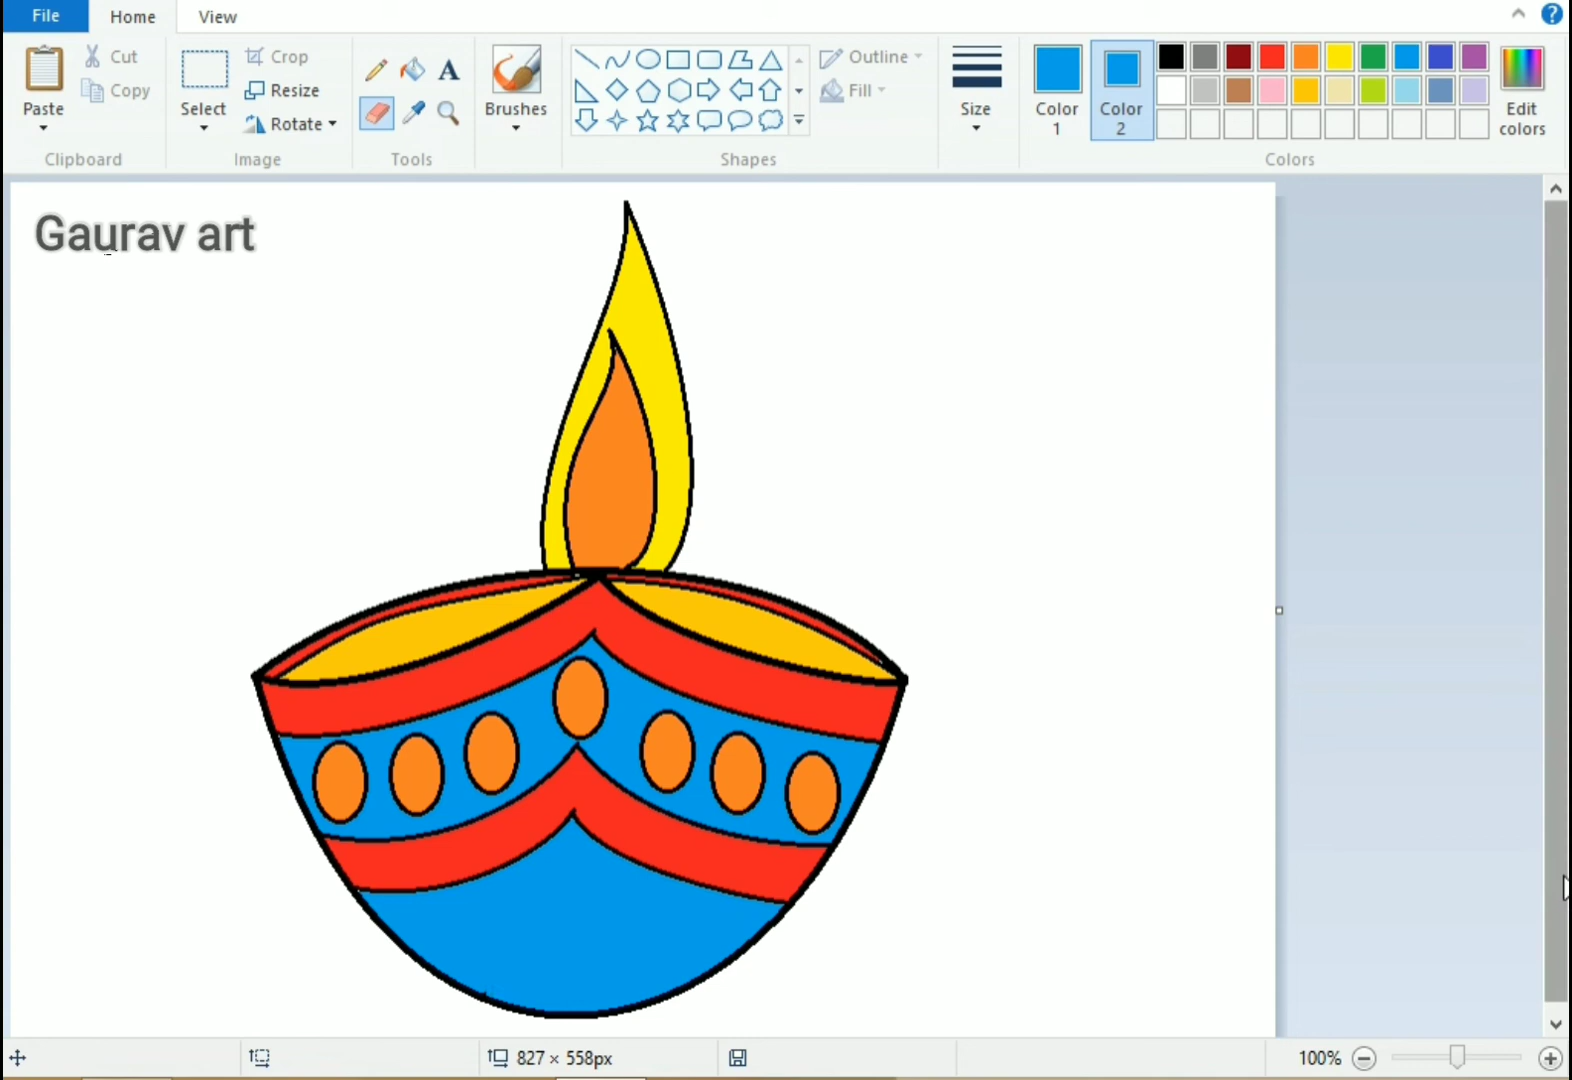 File Home View
Paste
Cut
Copy
Clipboard
Select
Crop
Resize
Rotate
Image
A
Tools
Brushes
Shapes
Outline
Fill
Size
Color 1
Color 2
Edit colors
Colors
?
Gaurav art
827 × 558px
100%